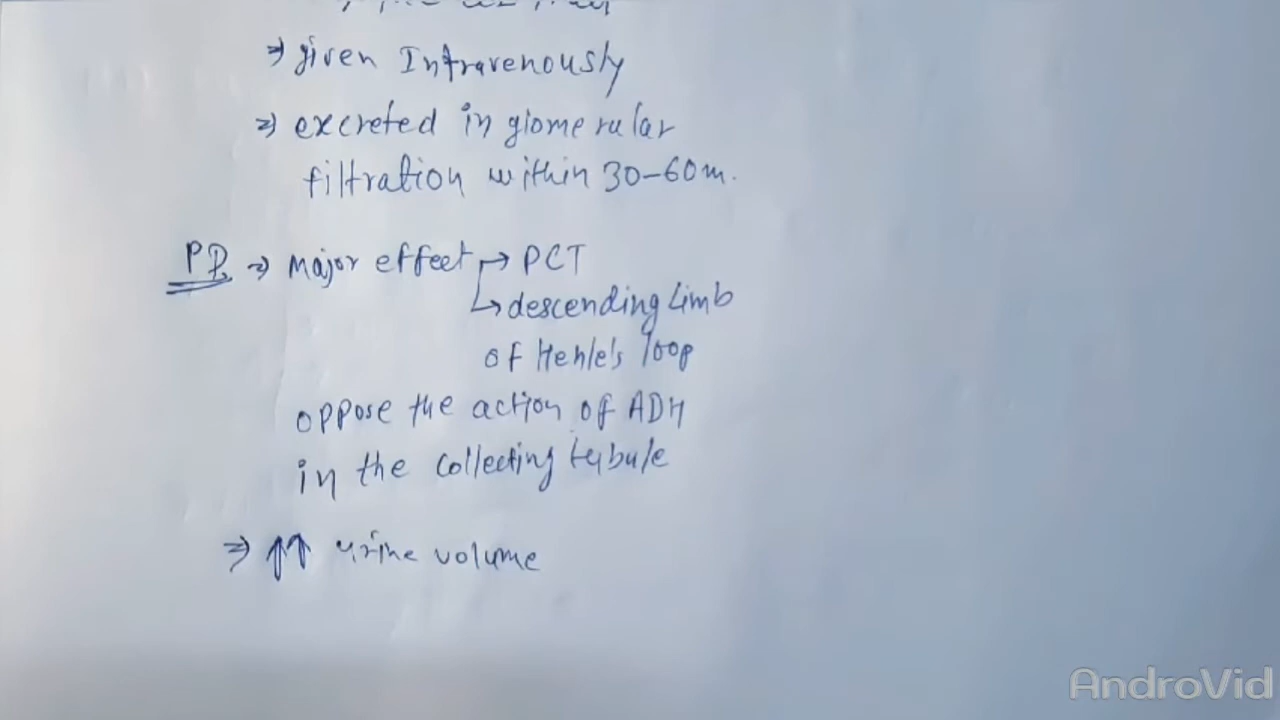 ⇒ given Intravenously
⇒ excreted in glomerular
filtration within 30-60m.
PD ⇒ Major effect → PCT
↳ descending Limb
of Henle's loop
oppose the action of ADH
in the collecting tubule
⇒ ↑↑ urine volume
AndroVid